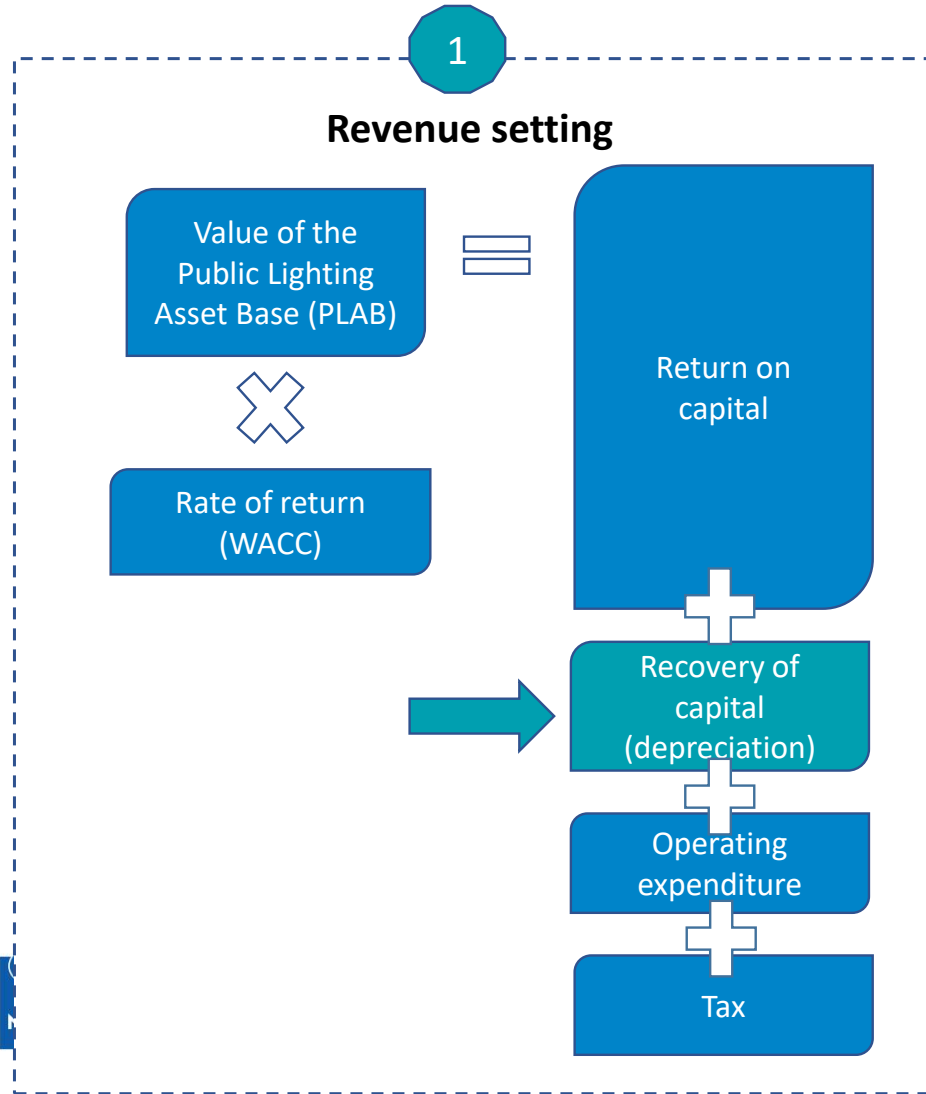 1
Revenue setting
Value of the
Public Lighting
Asset Base (PLAB)
Rate of return
(WACC)
Return on
capital
Recovery of
capital
(depreciation)
Operating
expenditure
Tax